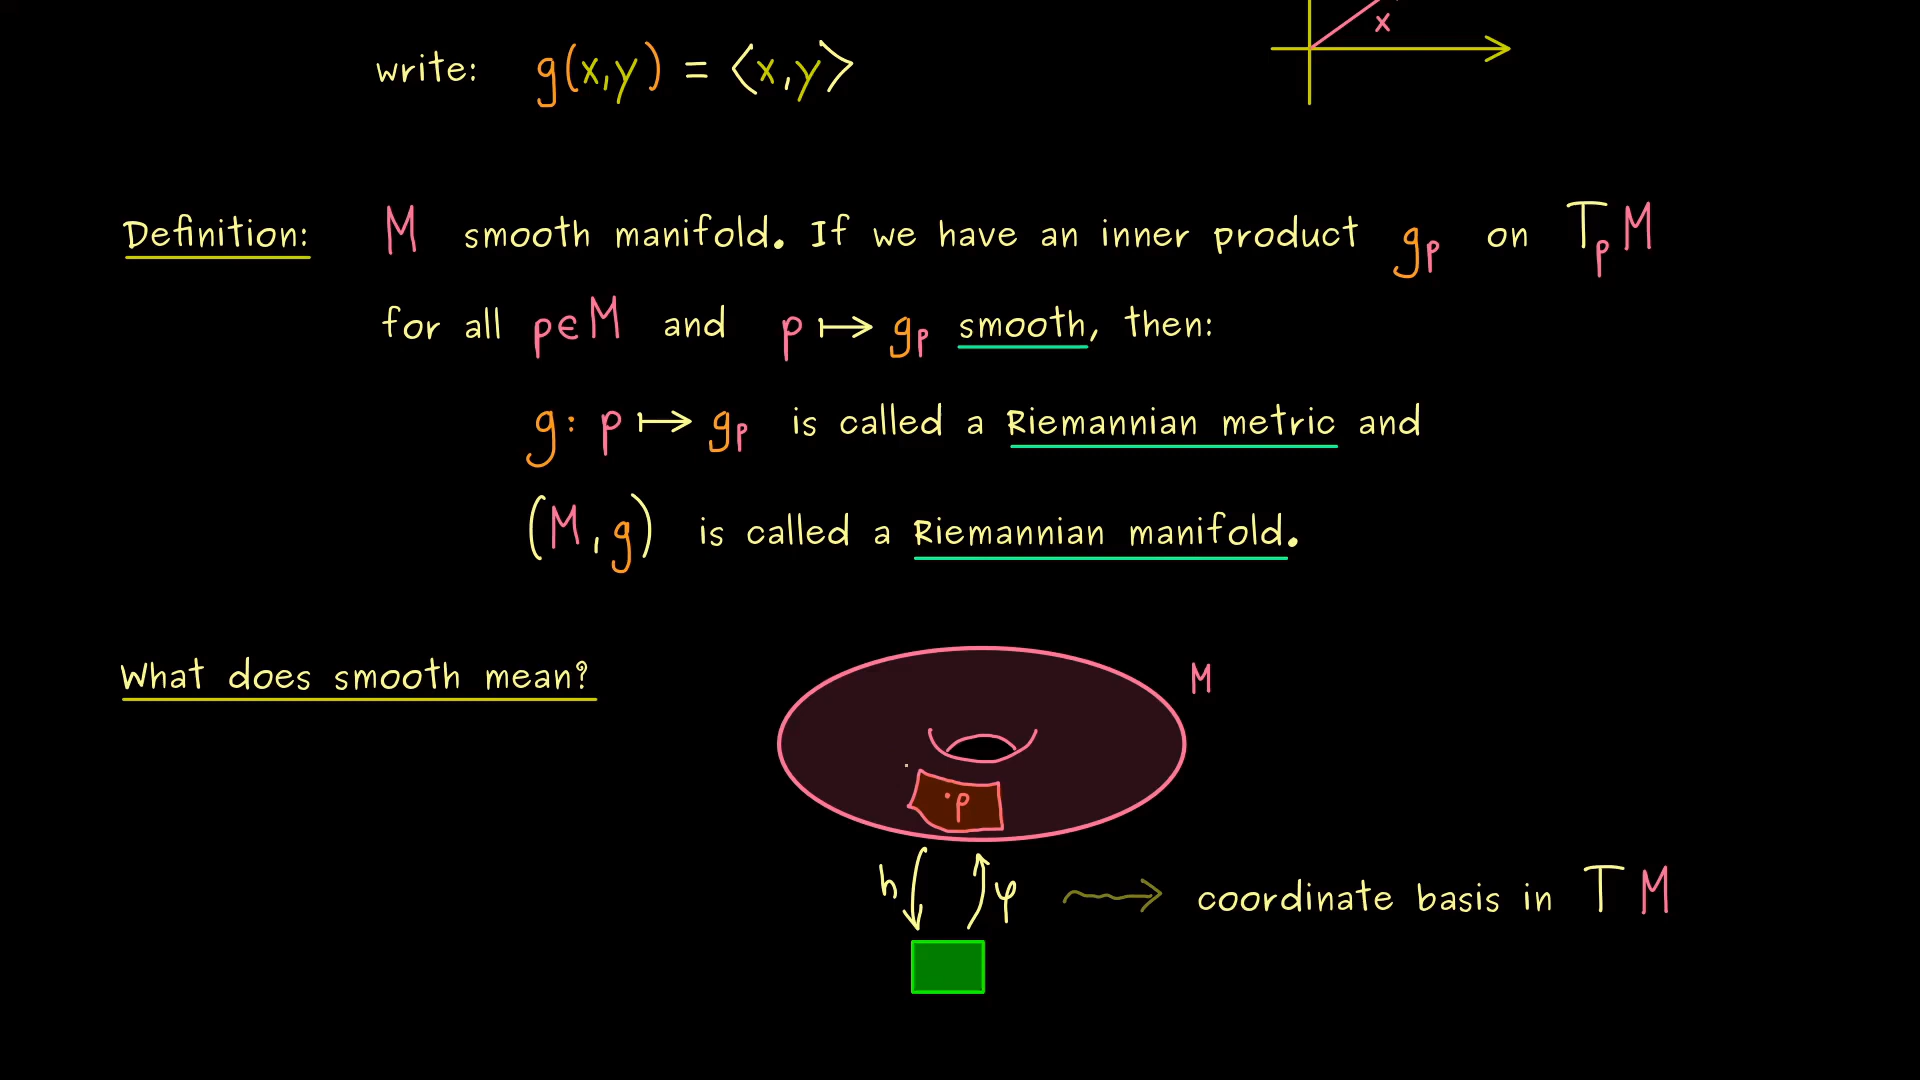 x
write: g(x,y) = ⟨x,y⟩
Definition: M smooth manifold. If we have an inner product g_p on T_pM
for all p∈M and p ↦ g_p smooth, then:
g: p ↦ g_p is called a Riemannian metric and
(M,g) is called a Riemannian manifold.
What does smooth mean?
M
p
h φ ⇝ coordinate basis in T M